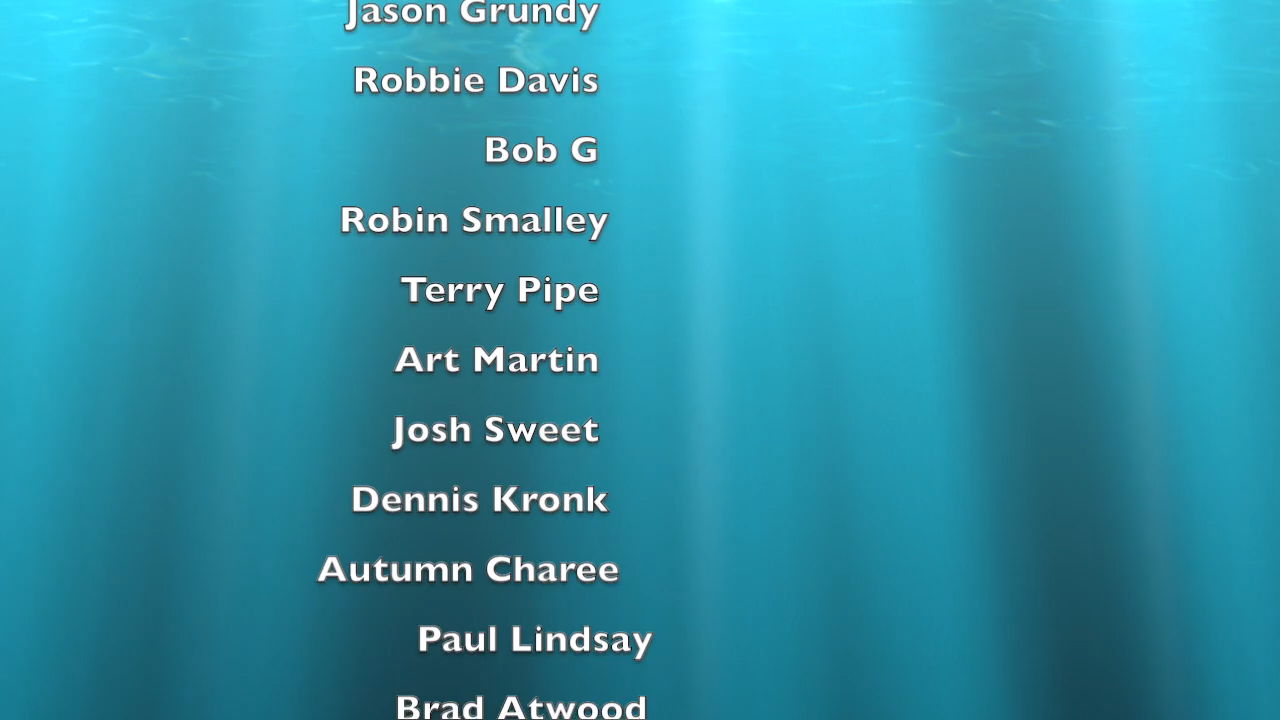 Jason Grundy
Robbie Davis
Bob G
Robin Smalley
Terry Pipe
Art Martin
Josh Sweet
Dennis Kronk
Autumn Charee
Paul Lindsay
Brad Atwood